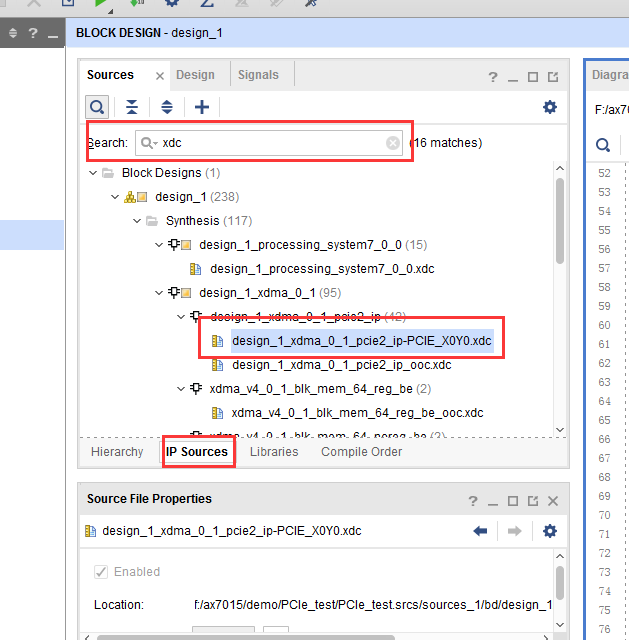 BLOCK DESIGN - design_1
Sources
Design
Signals
Search:
xdc
(16 matches)
Block Designs (1)
design_1 (238)
Synthesis (117)
design_1_processing_system7_0_0 (15)
design_1_processing_system7_0_0.xdc
design_1_xdma_0_1 (95)
design_1_xdma_0_1_pcie2_ip (42)
design_1_xdma_0_1_pcie2_ip-PCIE_X0Y0.xdc
design_1_xdma_0_1_pcie2_ip_ooc.xdc
xdma_v4_0_1_blk_mem_64_reg_be (2)
xdma_v4_0_1_blk_mem_64_reg_be_ooc.xdc
xdma_v4_0_1_blk_mem_64_noreg_be (2)
Hierarchy
IP Sources
Libraries
Compile Order
Source File Properties
design_1_xdma_0_1_pcie2_ip-PCIE_X0Y0.xdc
Enabled
Location:
f:/ax7015/demo/PCIe_test/PCIe_test.srcs/sources_1/bd/design_1
Diagra
F:/ax7
52
53
54
55
56
57
58
59
60
61
62
63
64
65
66
67
68
69
70
71
72
73
74
75
76